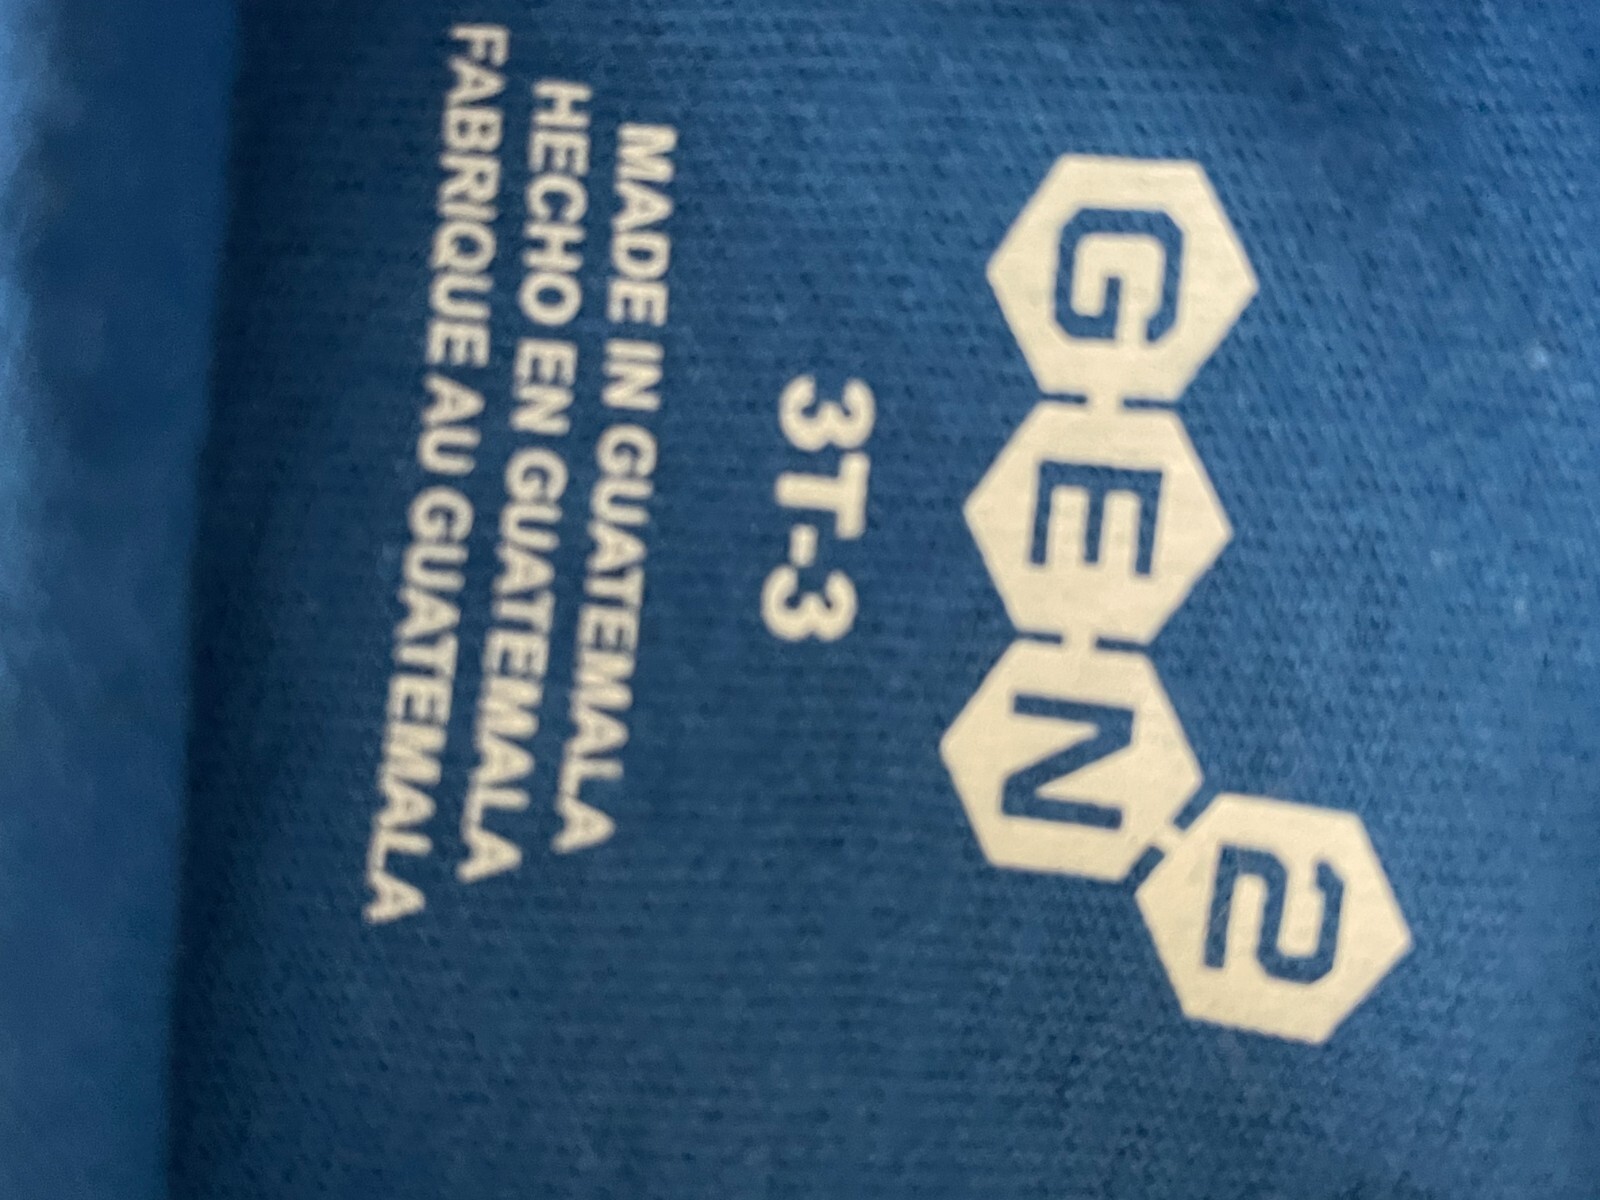 GEN2
3T-3
MADE IN GUATEMALA
HECHO EN GUATEMALA
FABRIQUE AU GUATEMALA